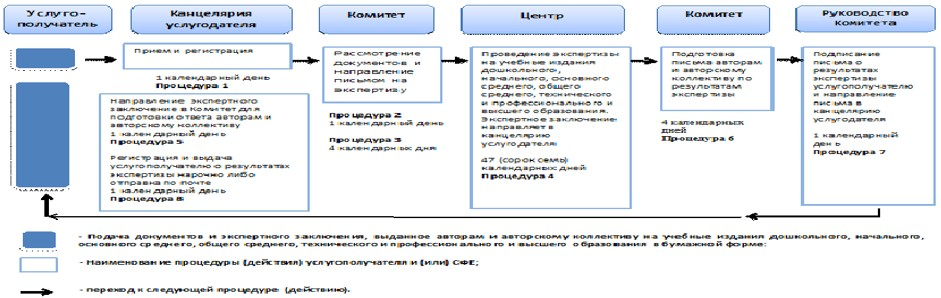 Услуго-
получатель
Канцелярия
услугодателя
Комитет
Центр
Комитет
Руководство
комитета
Прием и регистрация
1 календарный день
Процедура 1
Направление экспертного
заключение в Комитет для
подготовки ответа авторам и
авторскому коллективу
1 календарный день
Процедура 5
Регистрация и выдача
услугополучателю о результатах
экспертизы нарочно либо
отправка по почте
1 календарный день
Процедура 8
Рассмотрение
документов и
направление
письмом на
экспертизу
Процедура 2
1 календарный день
Процедура 3
4 календарных дня
Проведение экспертизы
на учебные издания
дошкольного,
начального, основного
среднего, общего
среднего, технического
и профессионального и
высшего образования.
Экспертное заключение
направляет в
канцелярию
услугодателя
47 (сорок семь)
календарных дней
Процедура 4
Подготовка
письма авторам
и авторскому
коллективу по
результатам
экспертизы
4 календарных
дней
Процедура 6
Подписание
письма о
результатах
экспертизы
услугополучателю
и направление
письма в
канцелярию
услугодателя
1 календарный
день
Процедура 7
- Подача документов и экспертного заключения, выданное авторам и авторскому коллективу на учебные издания дошкольного, начального,
основного среднего, общего среднего, технического и профессионального и высшего образования в бумажной форме;
- Наименование процедуры (действия) услугополучателя и (или) СФЕ;
- переход к следующей процедуре (действию).